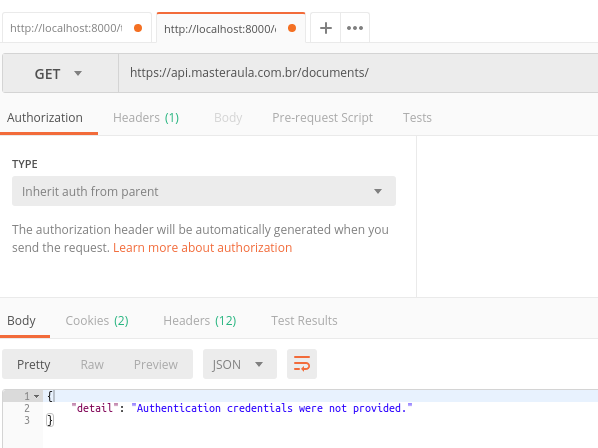 http://localhost:8000/
http://localhost:8000/
GET
https://api.masteraula.com.br/documents/
Authorization Headers (1) Body Pre-request Script Tests
TYPE
Inherit auth from parent
The authorization header will be automatically generated when you
send the request. Learn more about authorization
Body Cookies (2) Headers (12) Test Results
Pretty Raw Preview JSON
1 {
2 "detail": "Authentication credentials were not provided."
3 }